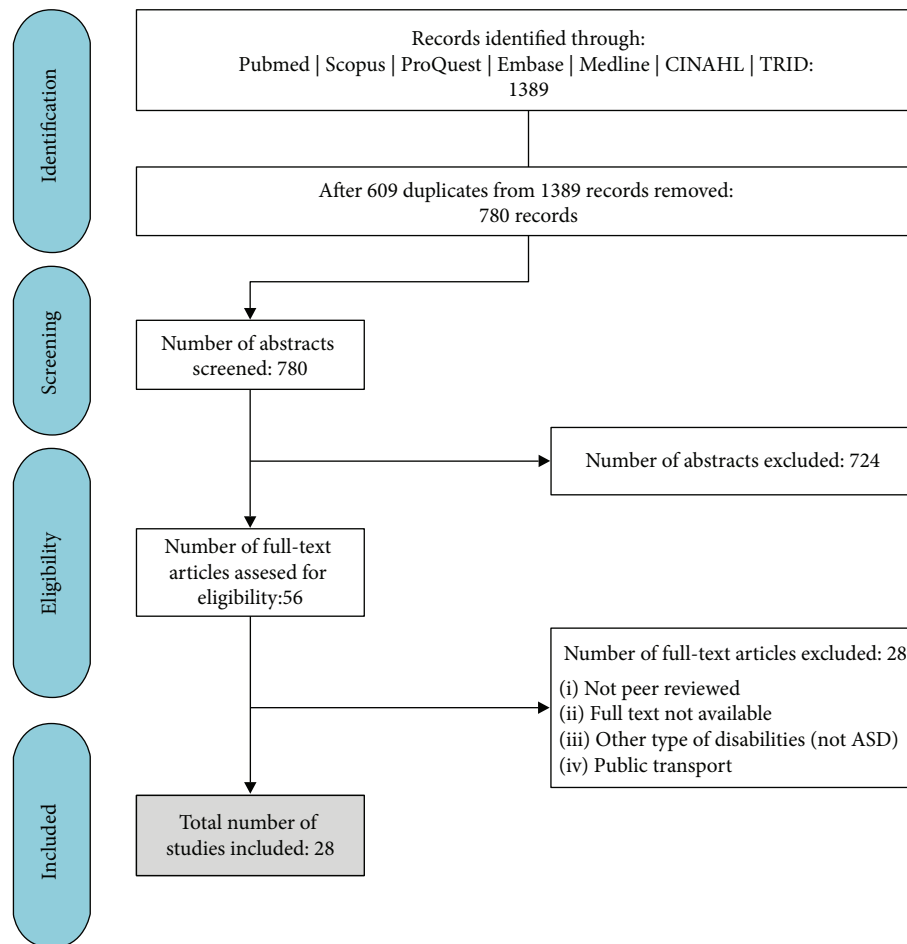 Identification
Records identified through:
Pubmed | Scopus | ProQuest | Embase | Medline | CINAHL | TRID:
1389
After 609 duplicates from 1389 records removed:
780 records
Screening
Number of abstracts
screened: 780
Number of abstracts excluded: 724
Eligibility
Number of full-text
articles assesed for
eligibility:56
Number of full-text articles excluded: 28
(i) Not peer reviewed
(ii) Full text not available
(iii) Other type of disabilities (not ASD)
(iv) Public transport
Included
Total number of
studies included: 28